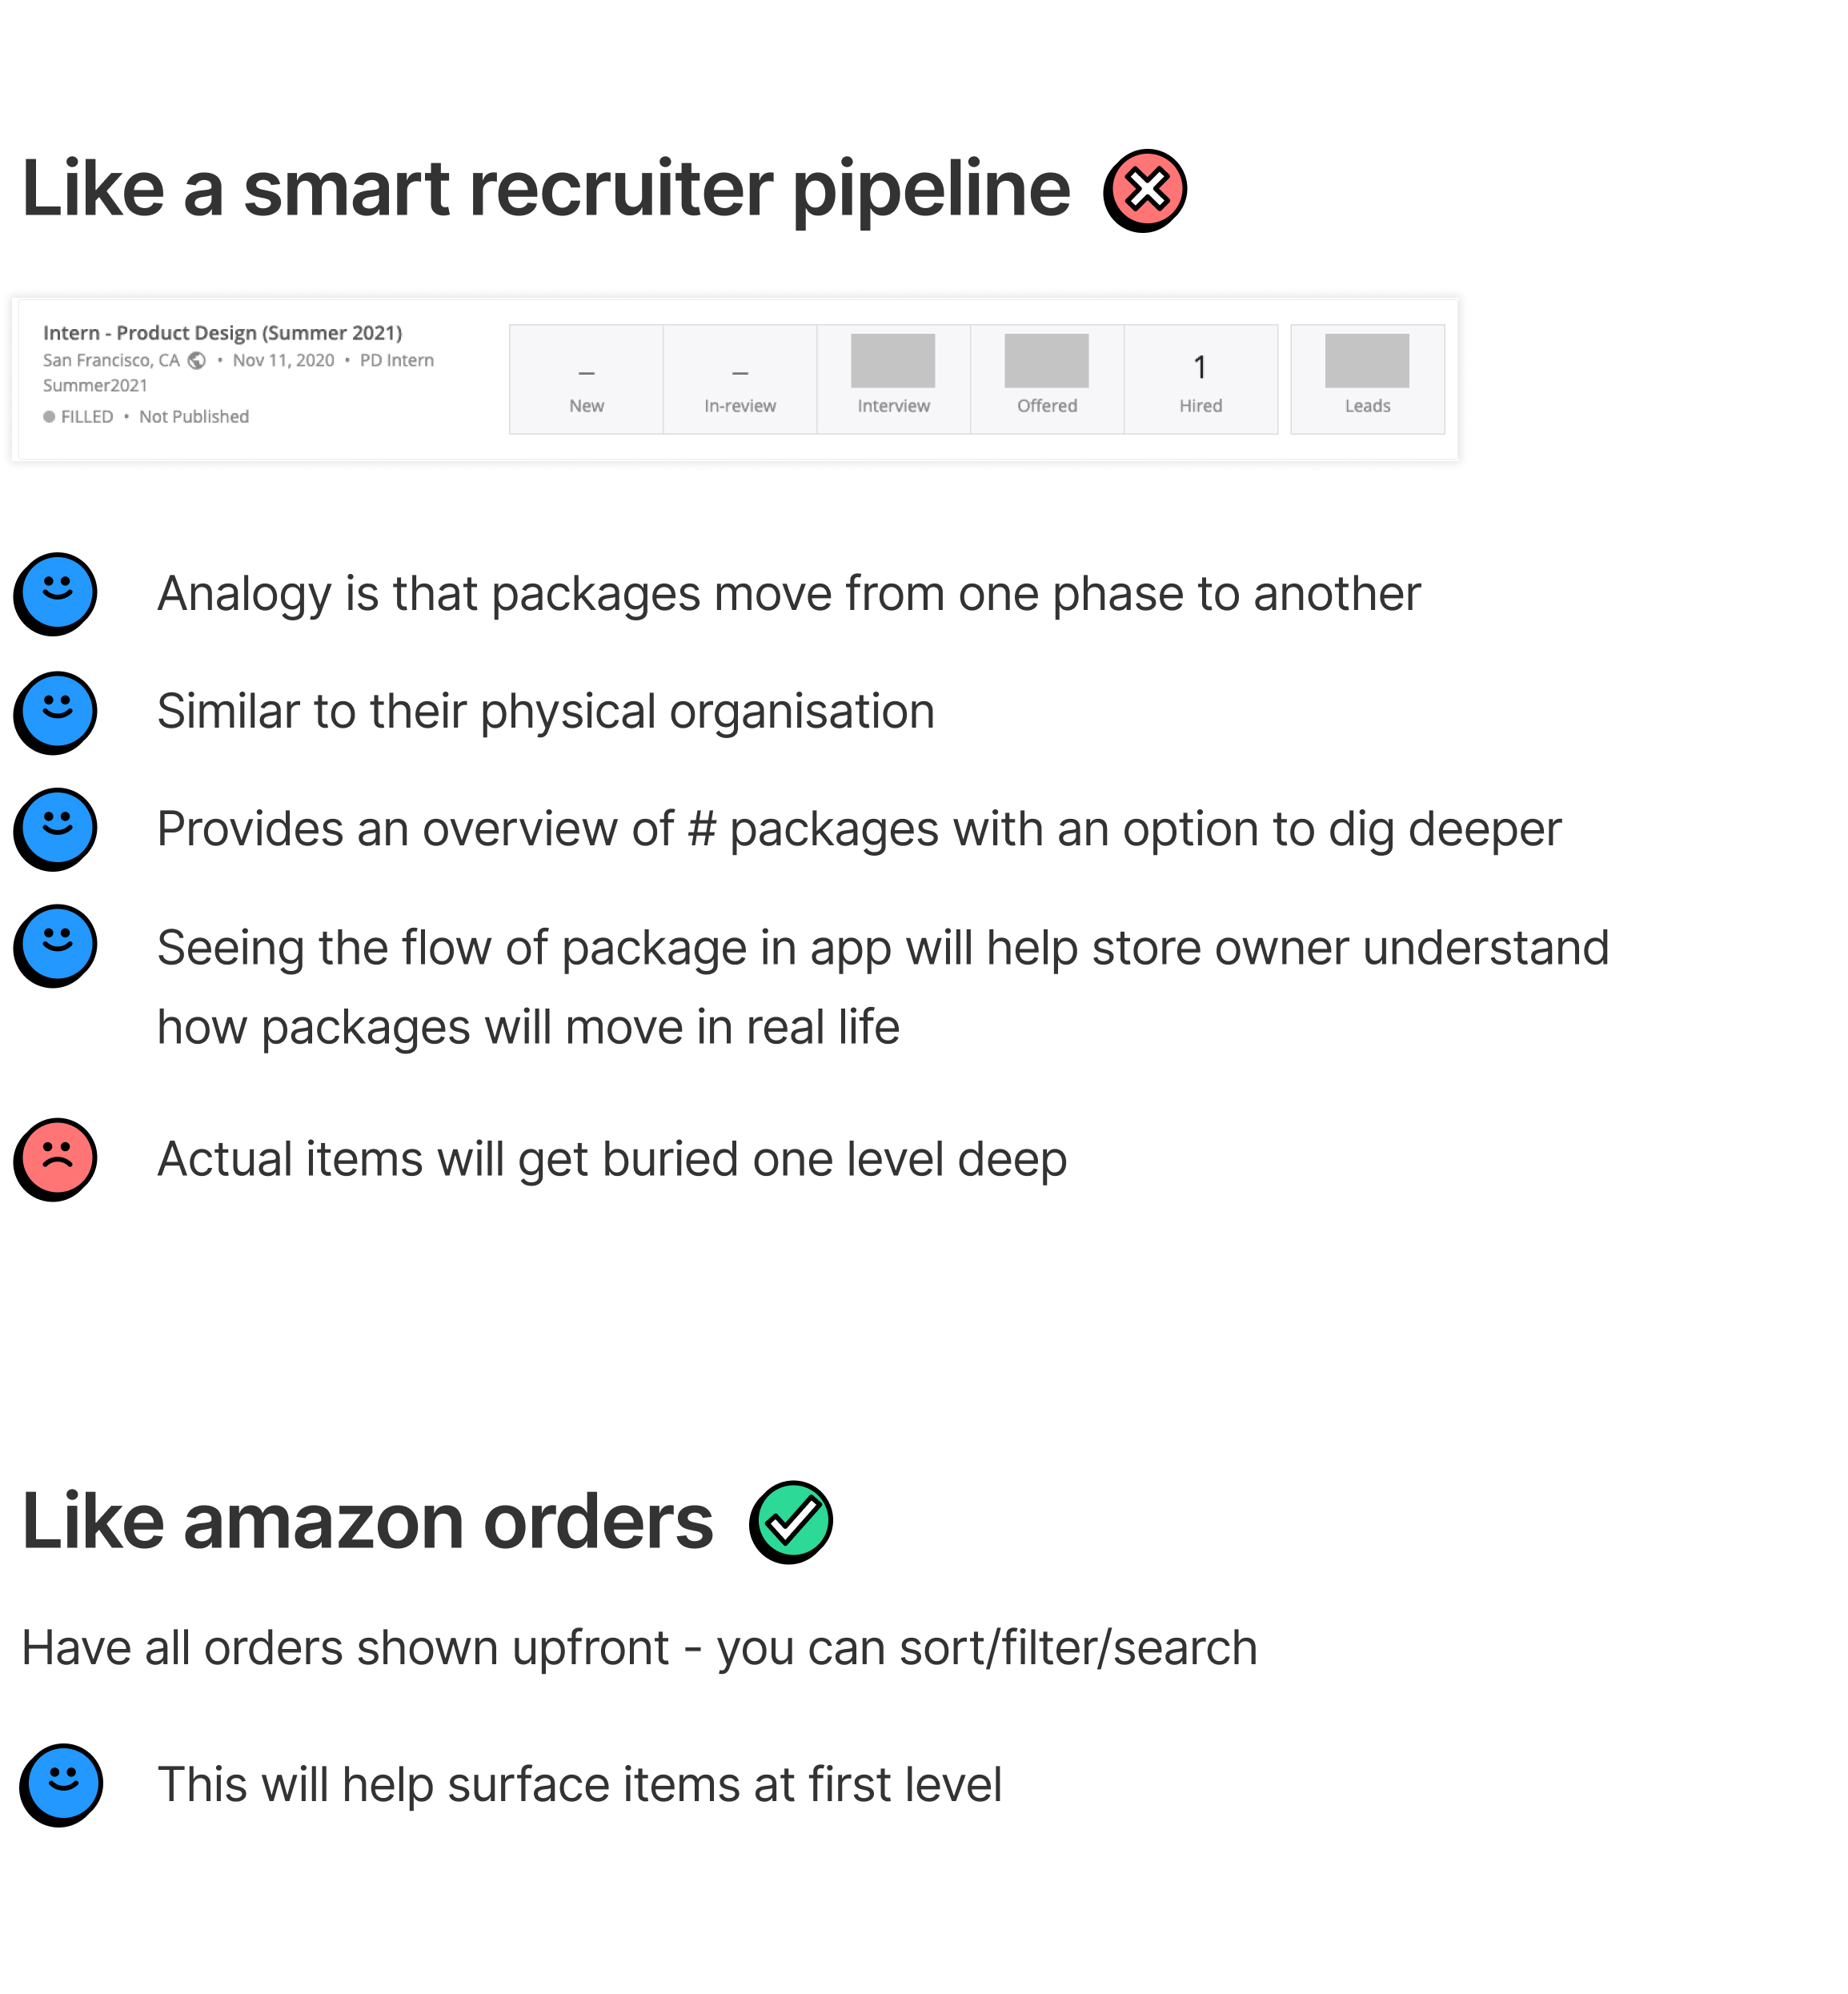 Like a smart recruiter pipeline
Intern - Product Design (Summer 2021)
San Francisco, CA • Nov 11, 2020 • PD Intern
Summer2021
FILLED • Not Published
– New
– In-review
Interview
Offered
1 Hired
Leads
Analogy is that packages move from one phase to another
Similar to their physical organisation
Provides an overview of # packages with an option to dig deeper
Seeing the flow of package in app will help store owner understand
how packages will move in real life
Actual items will get buried one level deep
Like amazon orders
Have all orders shown upfront - you can sort/filter/search
This will help surface items at first level